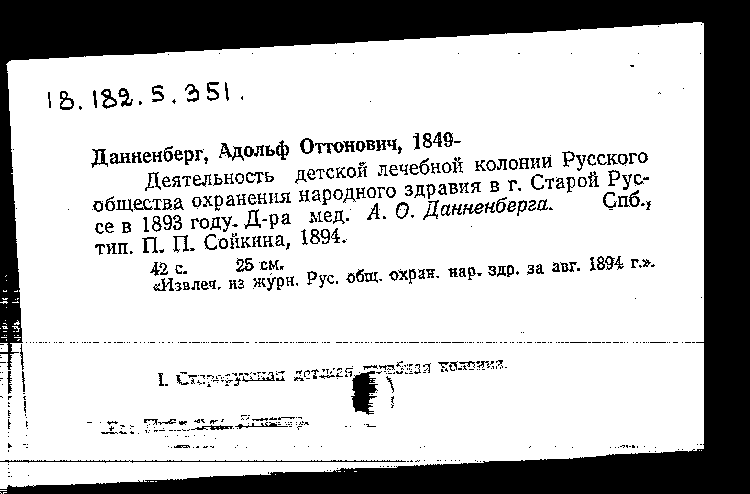 18.182.5.351.
Данненберг, Адольф Оттонович, 1849-
Деятельность детской лечебной колонии Русского
общества охранения народного здравия в г. Старой Рус-
се в 1893 году. Д-ра мед. А. О. Данненберга. Спб.,
тип. П. П. Сойкина, 1894.
42 с. 25 см.
«Извлеч. из журн. Рус. общ. охран. нар. здр. за авг. 1894 г.».
I. Старорусская детская лечебная колония.